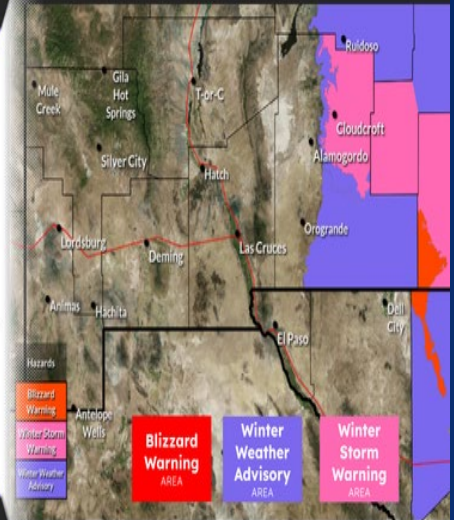 Ruidoso
Gila
Hot
Springs
Mule
Creek
T-or-C
Cloudcroft
Alamogordo
Silver City
Hatch
Orogrande
Lordsburg
Las Cruces
Deming
Animas
Hachita
Dell
City
El Paso
Hazards
Blizzard
Warning
Winter Storm
Warning
Winter Weather
Advisory
Antelope
Wells
Blizzard
Warning
AREA
Winter
Weather
Advisory
AREA
Winter
Storm
Warning
AREA